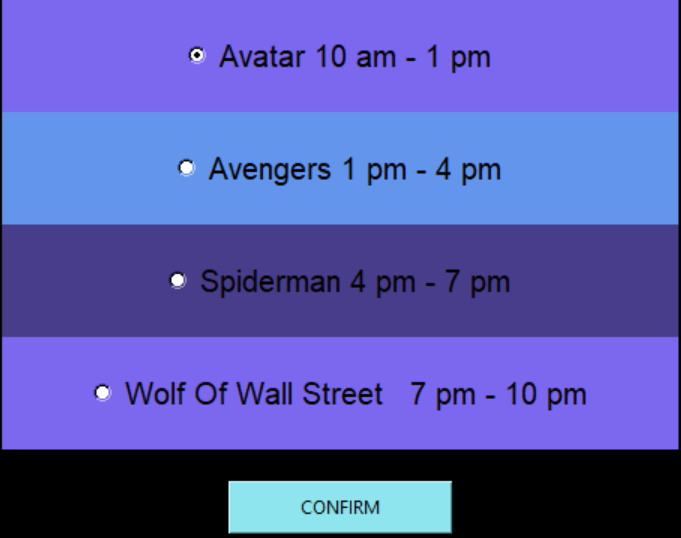 Avatar 10 am - 1 pm
Avengers 1 pm - 4 pm
Spiderman 4 pm - 7 pm
Wolf Of Wall Street   7 pm - 10 pm
CONFIRM